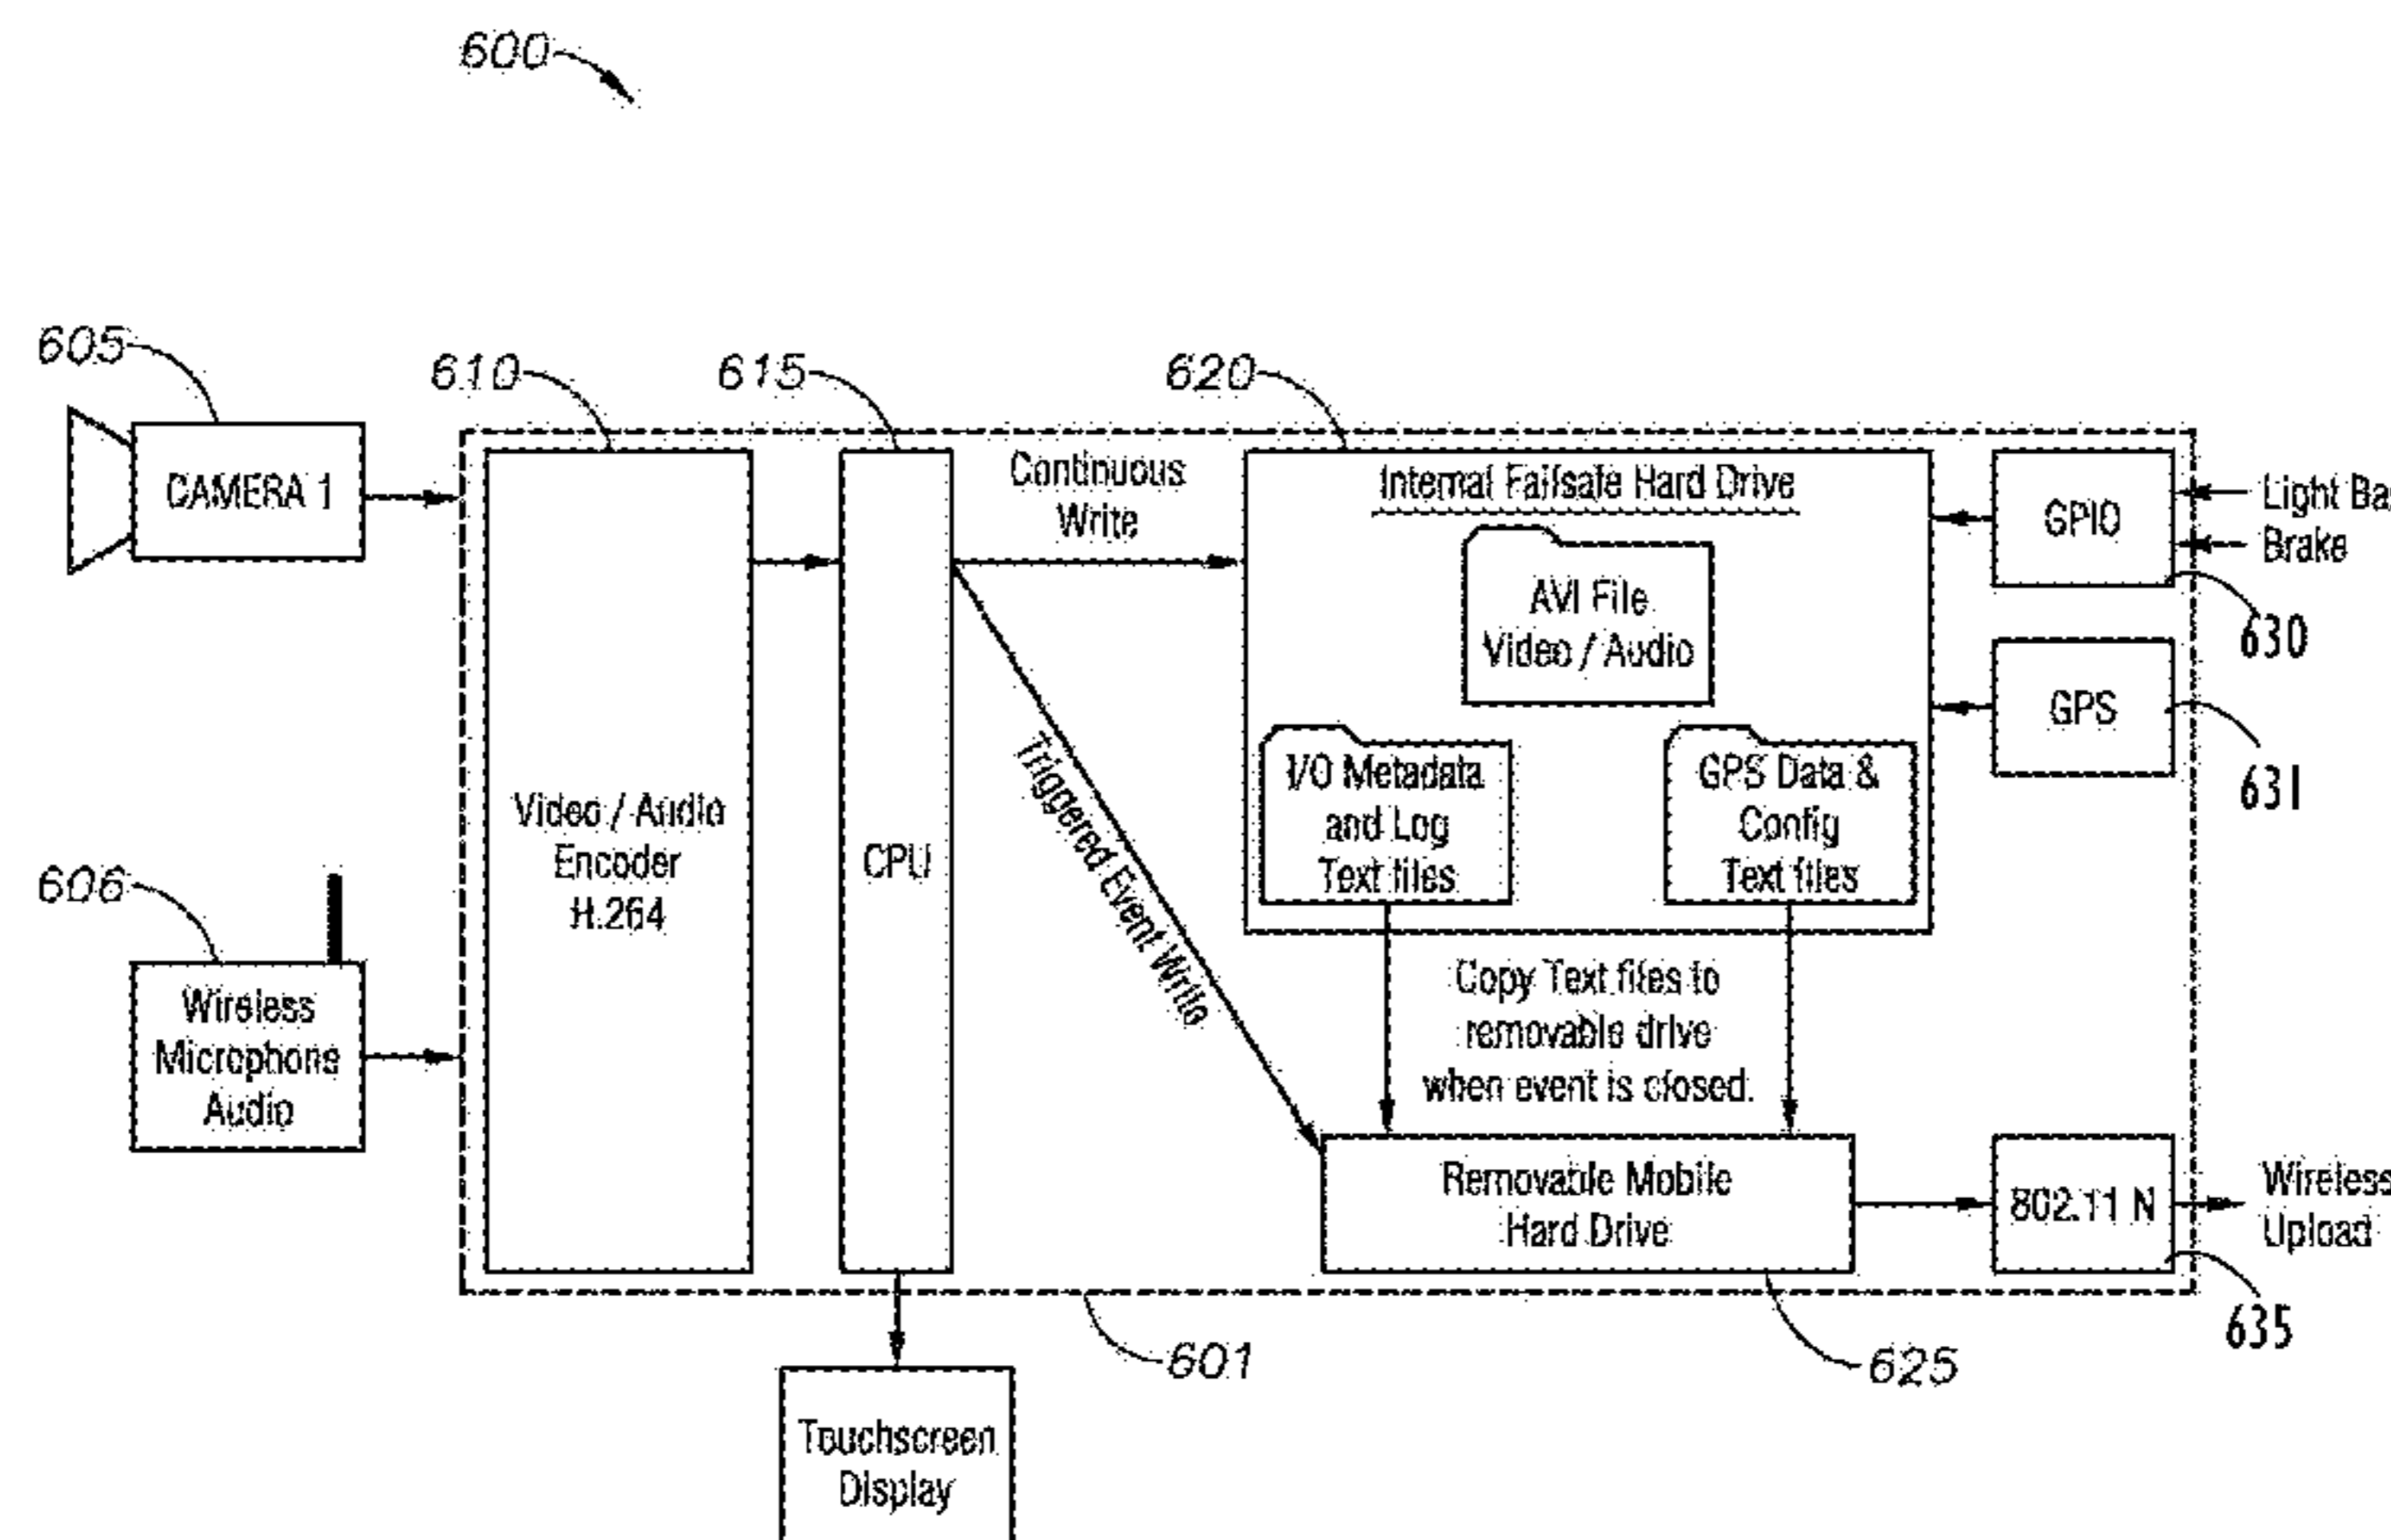 600
605
610
615
620
CAMERA 1
Continuous
Write
Internal Failsafe Hard Drive
AVI File
Video / Audio
I/O Metadata
and Log
Text files
GPS Data &
Config
Text files
GPIO
Light
Brake
630
GPS
631
606
Wireless
Microphone
Audio
Video / Audio
Encoder
H.264
CPU
Triggered Event Write
Copy Text files to
removable drive
when event is closed.
Removable Mobile
Hard Drive
802.11 N
Wireless
Upload
635
601
625
Touchscreen
Display